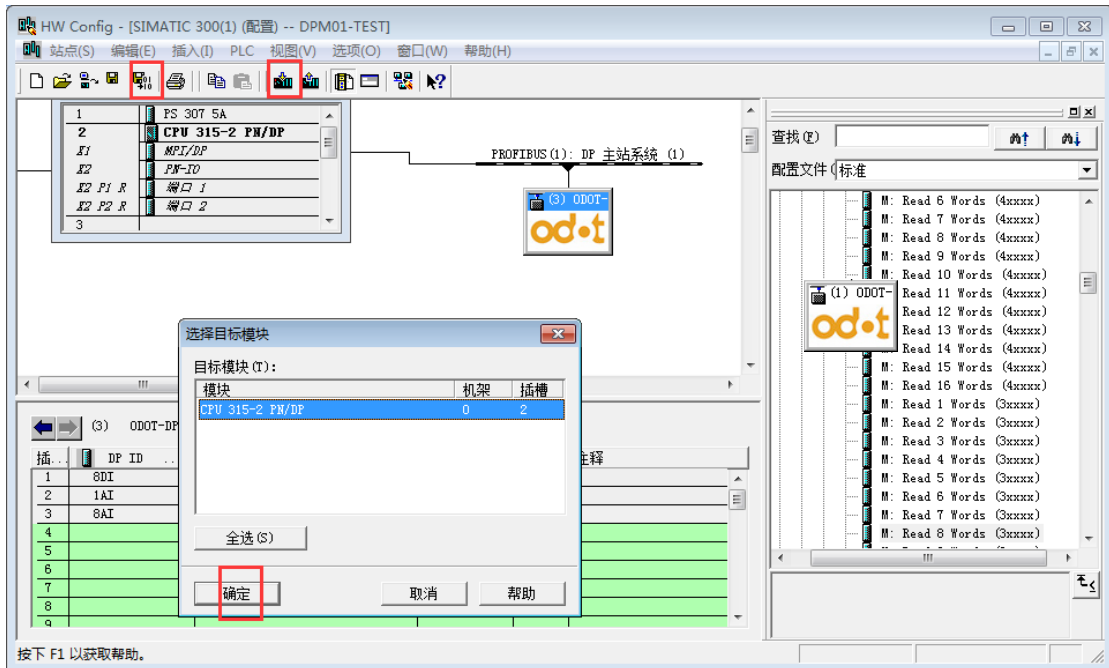 HW Config - [SIMATIC 300(1) (配置) -- DPM01-TEST]
站点(S) 编辑(E) 插入(I) PLC 视图(V) 选项(O) 窗口(W) 帮助(H)
1 PS 307 5A
2 CPU 315-2 PN/DP
X1 MPI/DP
X2 PN-IO
X2 P1 R 端口 1
X2 P2 R 端口 2
3
PROFIBUS(1): DP 主站系统 (1)
(3) ODOT-
odot
查找(F)
配置文件(
标准
M: Read 6 Words (4xxxx)
M: Read 7 Words (4xxxx)
M: Read 8 Words (4xxxx)
M: Read 9 Words (4xxxx)
M: Read 10 Words (4xxxx)
Read 11 Words (4xxxx)
Read 12 Words (4xxxx)
Read 13 Words (4xxxx)
Read 14 Words (4xxxx)
M: Read 15 Words (4xxxx)
M: Read 16 Words (4xxxx)
M: Read 1 Words (3xxxx)
M: Read 2 Words (3xxxx)
M: Read 3 Words (3xxxx)
M: Read 4 Words (3xxxx)
M: Read 5 Words (3xxxx)
M: Read 6 Words (3xxxx)
M: Read 7 Words (3xxxx)
M: Read 8 Words (3xxxx)
(1) ODOT-
odot
选择目标模块
目标模块(T):
模块 机架 插槽
CPU 315-2 PN/DP 0 2
全选(S)
确定 取消 帮助
(3) ODOT-DP
插... DP ID ... 注释
1 8DI
2 1AI
3 8AI
4
5
6
7
8
9
按下 F1 以获取帮助。